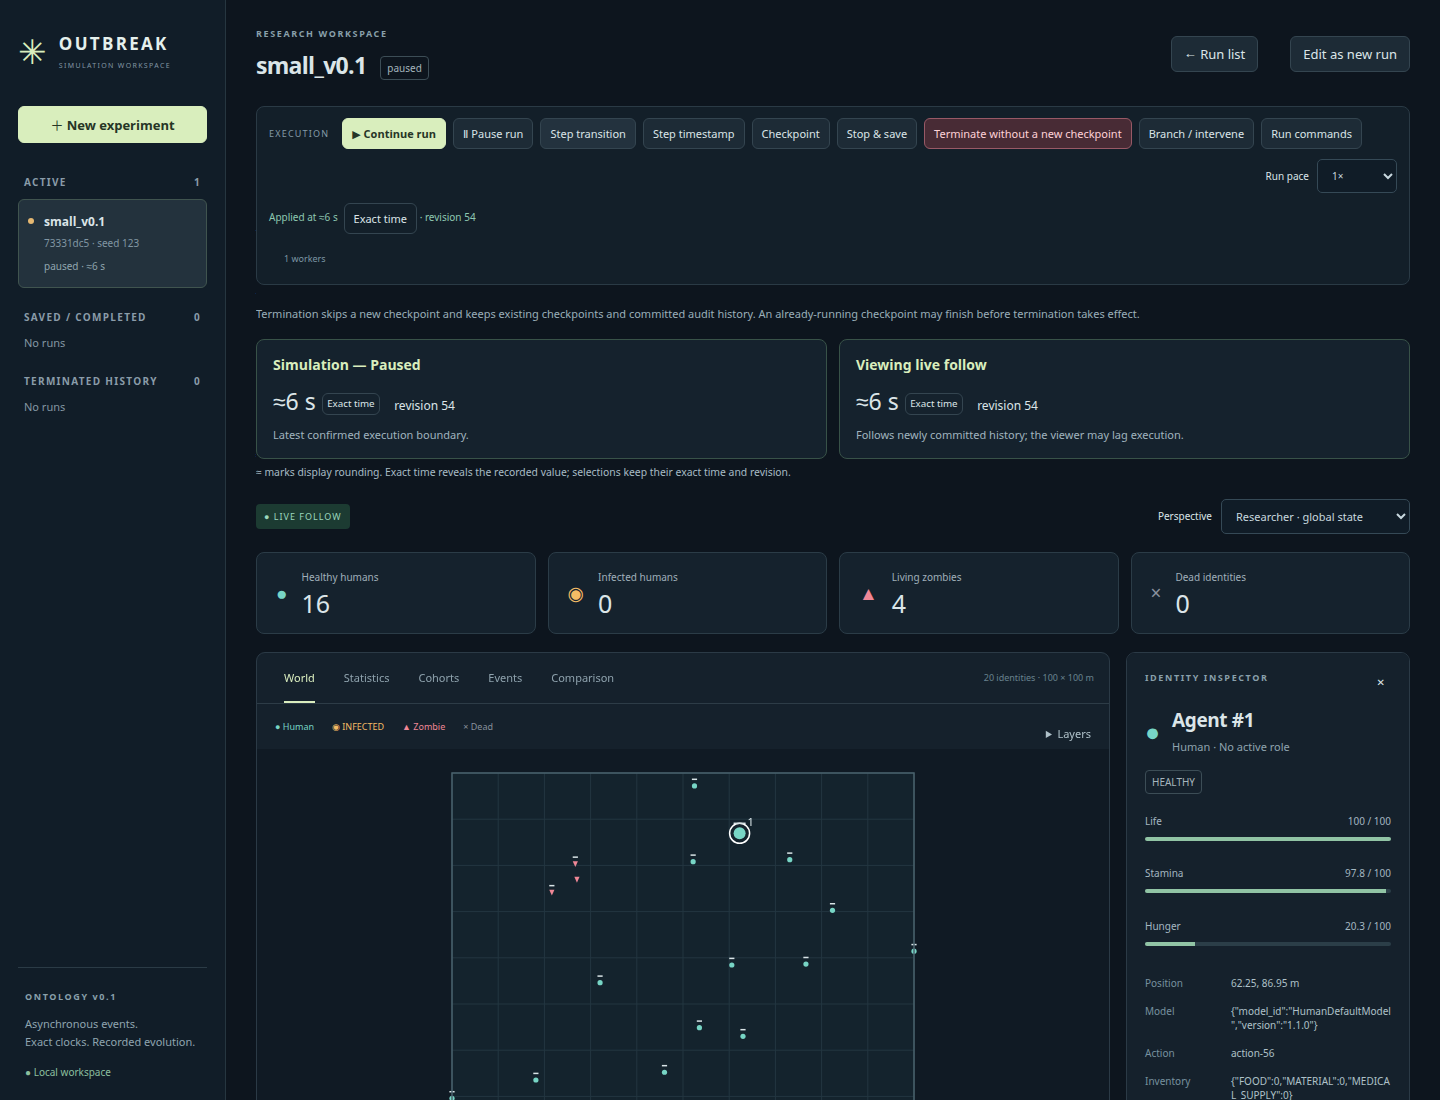 OUTBREAK
SIMULATION WORKSPACE
+ New experiment
ACTIVE 1
small_v0.1
73331dc5 · seed 123
paused · ≈6 s
SAVED / COMPLETED 0
No runs
TERMINATED HISTORY 0
No runs
ONTOLOGY v0.1
Asynchronous events.
Exact clocks. Recorded evolution.
● Local workspace
RESEARCH WORKSPACE
small_v0.1 paused
← Run list Edit as new run
EXECUTION ▶ Continue run Ⅱ Pause run Step transition Step timestamp Checkpoint Stop & save Terminate without a new checkpoint Branch / intervene Run commands
Run pace 1×
Applied at ≈6 s Exact time · revision 54
1 workers
Termination skips a new checkpoint and keeps existing checkpoints and committed audit history. An already-running checkpoint may finish before termination takes effect.
Simulation — Paused
≈6 s Exact time revision 54
Latest confirmed execution boundary.
Viewing live follow
≈6 s Exact time revision 54
Follows newly committed history; the viewer may lag execution.
≈ marks display rounding. Exact time reveals the recorded value; selections keep their exact time and revision.
● LIVE FOLLOW
Perspective Researcher · global state
Healthy humans
16
Infected humans
0
Living zombies
4
Dead identities
0
World Statistics Cohorts Events Comparison 20 identities · 100 × 100 m
● Human ◉ INFECTED ▲ Zombie × Dead
▶ Layers
1
IDENTITY INSPECTOR ×
Agent #1
Human · No active role
HEALTHY
Life 100 / 100
Stamina 97.8 / 100
Hunger 20.3 / 100
Position 62.25, 86.95 m
Model {"model_id":"HumanDefaultModel
","version":"1.1.0"}
Action action-56
Inventory {"FOOD":0,"MATERIAL":0,"MEDICA
L_SUPPLY":0}